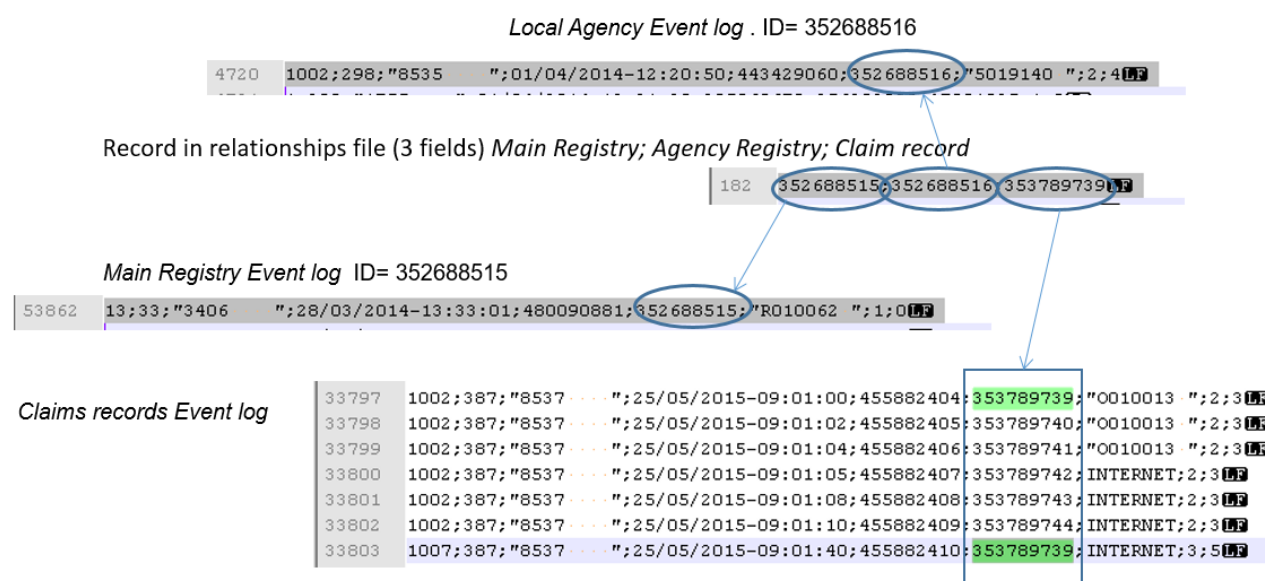 Local Agency Event log . ID= 352688516
4720 1002;298;"8535 ";01/04/2014-12:20:50;443429060;352688516;"5019140 ";2;4LF
Record in relationships file (3 fields) Main Registry; Agency Registry; Claim record
182 352688515;352688516;353789739LF
Main Registry Event log ID= 352688515
53862 13;33;"3406 ";28/03/2014-13:33:01;480090881;352688515;"R010062 ";1;0LF
Claims records Event log
33797 1002;387;"8537 ····";25/05/2015-09:01:00;455882404;353789739;"O010013·";2;3LF
33798 1002;387;"8537 ····";25/05/2015-09:01:02;455882405;353789740;"O010013·";2;3LF
33799 1002;387;"8537 ····";25/05/2015-09:01:04;455882406;353789741;"O010013·";2;3LF
33800 1002;387;"8537 ····";25/05/2015-09:01:05;455882407;353789742;INTERNET;2;3LF
33801 1002;387;"8537 ····";25/05/2015-09:01:08;455882408;353789743;INTERNET;2;3LF
33802 1002;387;"8537 ····";25/05/2015-09:01:10;455882409;353789744;INTERNET;2;3LF
33803 1007;387;"8537 ····";25/05/2015-09:01:40;455882410;353789739;INTERNET;3;5LF